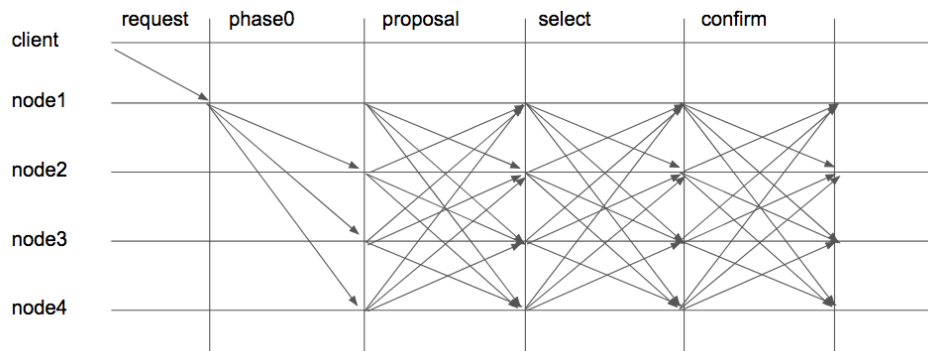 request phase0 proposal select confirm
client
node1
node2
node3
node4